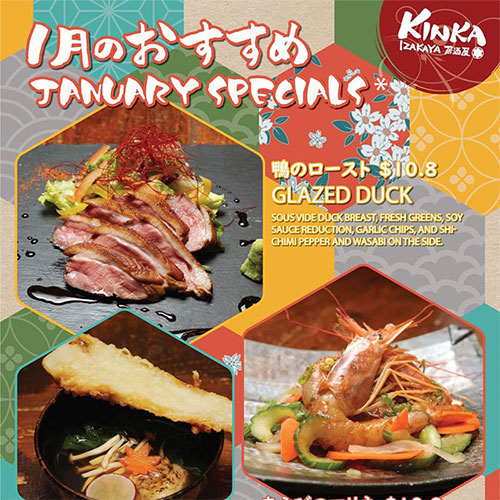 1月のおすすめ
JANUARY SPECIALS*
KINKA
IZAKAYA 居酒屋
鴨のロースト $10.8
GLAZED DUCK
SOUS VIDE DUCK BREAST, FRESH GREENS, SOY
SAUCE REDUCTION, GARLIC CHIPS, AND SHI-
CHIMI PEPPER AND WASABI ON THE SIDE.